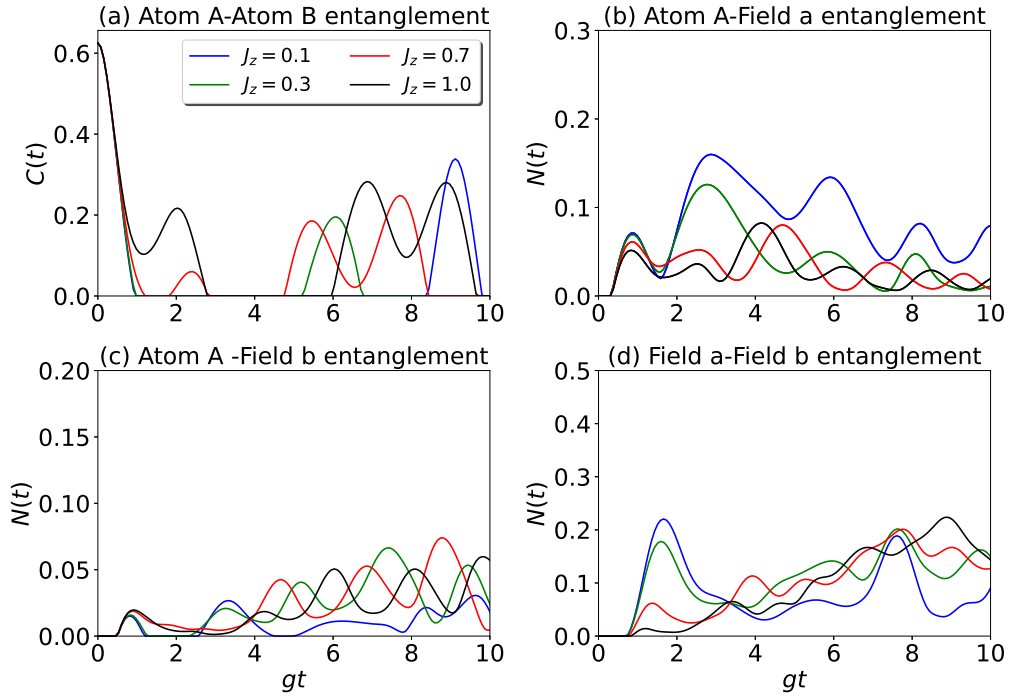 (a) Atom A-Atom B entanglement
C(t)
0.6
0.4
0.2
0.0
J_z = 0.1
J_z = 0.7
J_z = 0.3
J_z = 1.0
0 2 4 6 8 10
(b) Atom A-Field a entanglement
N(t)
0.3
0.2
0.1
0.0
0 2 4 6 8 10
(c) Atom A -Field b entanglement
N(t)
0.20
0.15
0.10
0.05
0.00
0 2 4 6 8 10
gt
(d) Field a-Field b entanglement
N(t)
0.5
0.4
0.3
0.2
0.1
0.0
0 2 4 6 8 10
gt